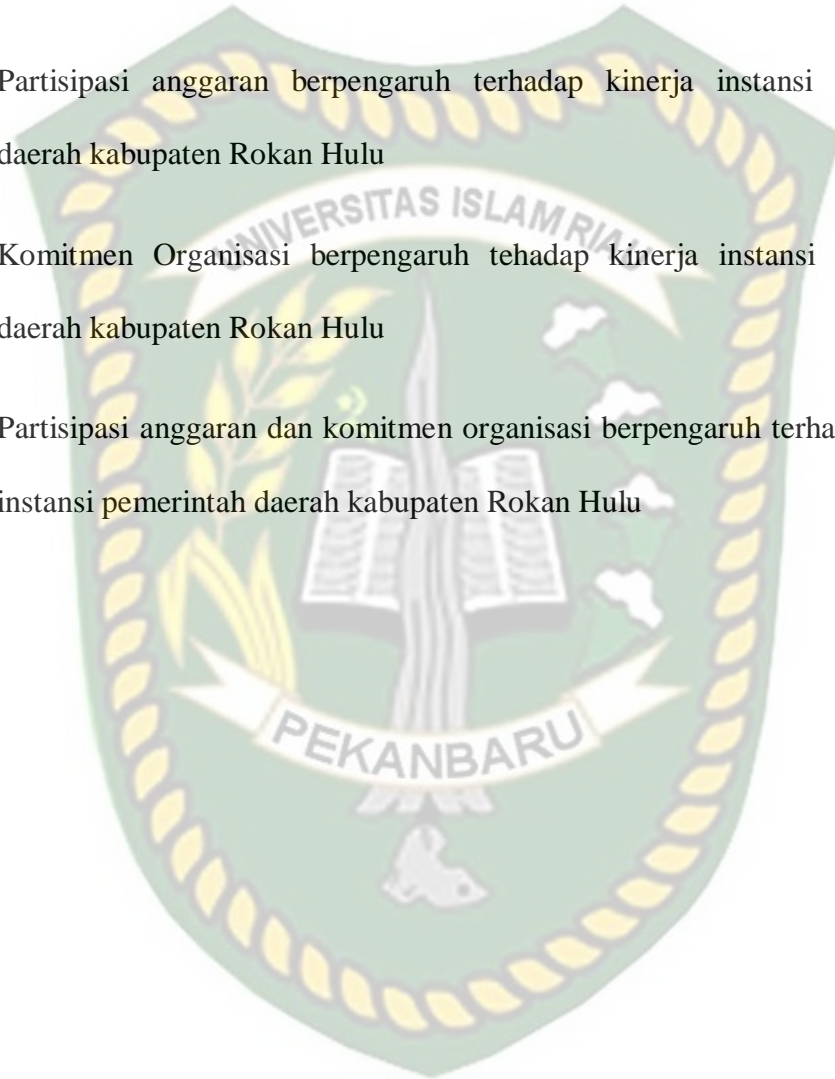 Partisipasi anggaran berpengaruh terhadap kinerja instansi
daerah kabupaten Rokan Hulu
UNIVERSITAS ISLAM RIAU
Komitmen Organisasi berpengaruh tehadap kinerja instansi
daerah kabupaten Rokan Hulu
Partisipasi anggaran dan komitmen organisasi berpengaruh
instansi pemerintah daerah kabupaten Rokan Hulu
PEKANBARU